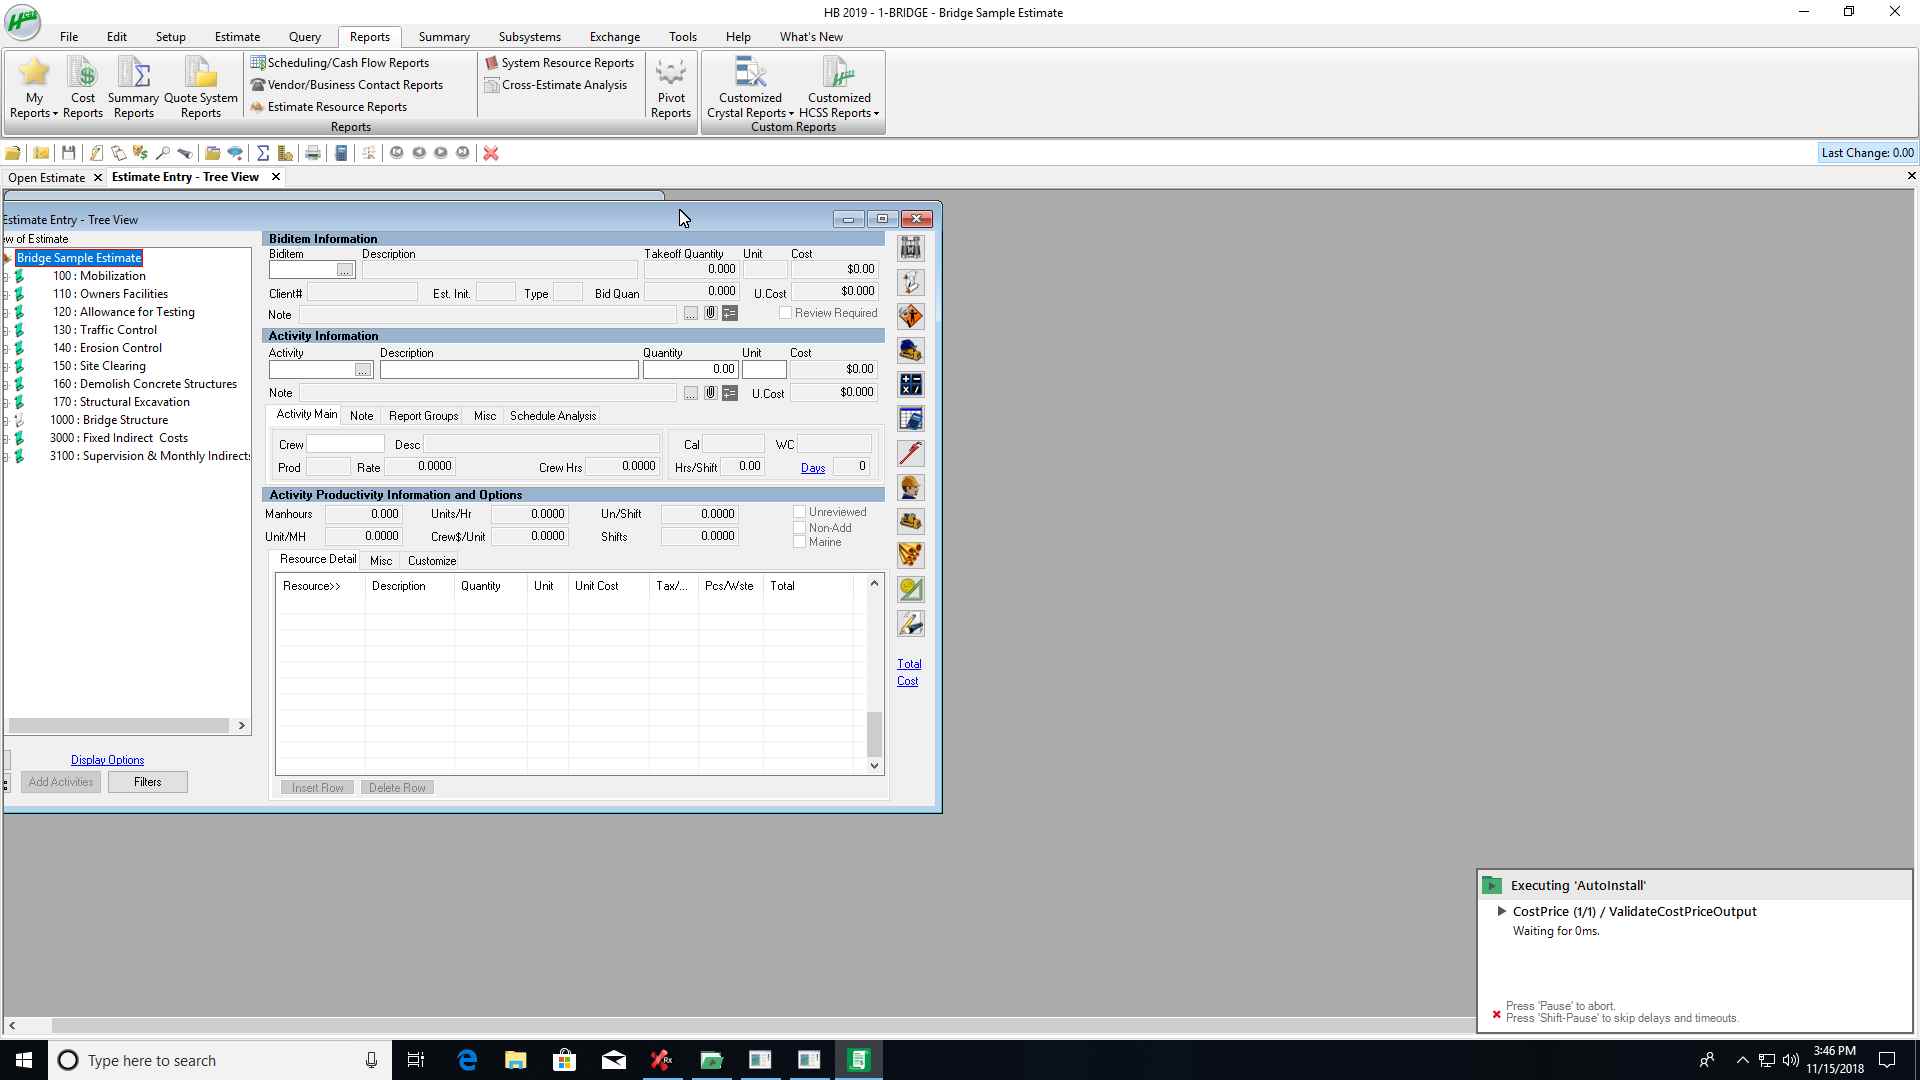 HCSS
HB 2019 - 1-BRIDGE - Bridge Sample Estimate
File Edit Setup Estimate Query Reports Summary Subsystems Exchange Tools Help What's New
My Reports
Cost Reports
Summary Reports
Quote System Reports
Scheduling/Cash Flow Reports
Vendor/Business Contact Reports
Estimate Resource Reports
System Resource Reports
Cross-Estimate Analysis
Pivot Reports
Customized Crystal Reports
Customized HCSS Reports
Reports
Custom Reports
Last Change: 0.00
Open Estimate Estimate Entry - Tree View
Estimate Entry - Tree View
ew of Estimate
Bridge Sample Estimate
100 : Mobilization
110 : Owners Facilities
120 : Allowance for Testing
130 : Traffic Control
140 : Erosion Control
150 : Site Clearing
160 : Demolish Concrete Structures
170 : Structural Excavation
1000 : Bridge Structure
3000 : Fixed Indirect Costs
3100 : Supervision & Monthly Indirects
Display Options
Add Activities Filters
Biditem Information
Biditem Description Takeoff Quantity Unit Cost
... 0.000 $0.00
Client# Est. Init. Type Bid Quan 0.000 U.Cost $0.000
Note ... Review Required
Activity Information
Activity Description Quantity Unit Cost
... 0.00 $0.00
Note ... U.Cost $0.000
Activity Main Note Report Groups Misc Schedule Analysis
Crew Desc Cal WC
Prod Rate 0.0000 Crew Hrs 0.0000 Hrs/Shift 0.00 Days 0
Activity Productivity Information and Options
Manhours 0.000 Units/Hr 0.0000 Un/Shift 0.0000 Unreviewed
Non-Add
Unit/MH 0.0000 Crew$/Unit 0.0000 Shifts 0.0000 Marine
Resource Detail Misc Customize
Resource>> Description Quantity Unit Unit Cost Tax/... Pcs/Wste Total
Insert Row Delete Row
Total
Cost
Executing 'AutoInstall'
CostPrice (1/1) / ValidateCostPriceOutput
Waiting for 0ms.
Press 'Pause' to abort.
Press 'Shift-Pause' to skip delays and timeouts.
Type here to search
3:46 PM
11/15/2018